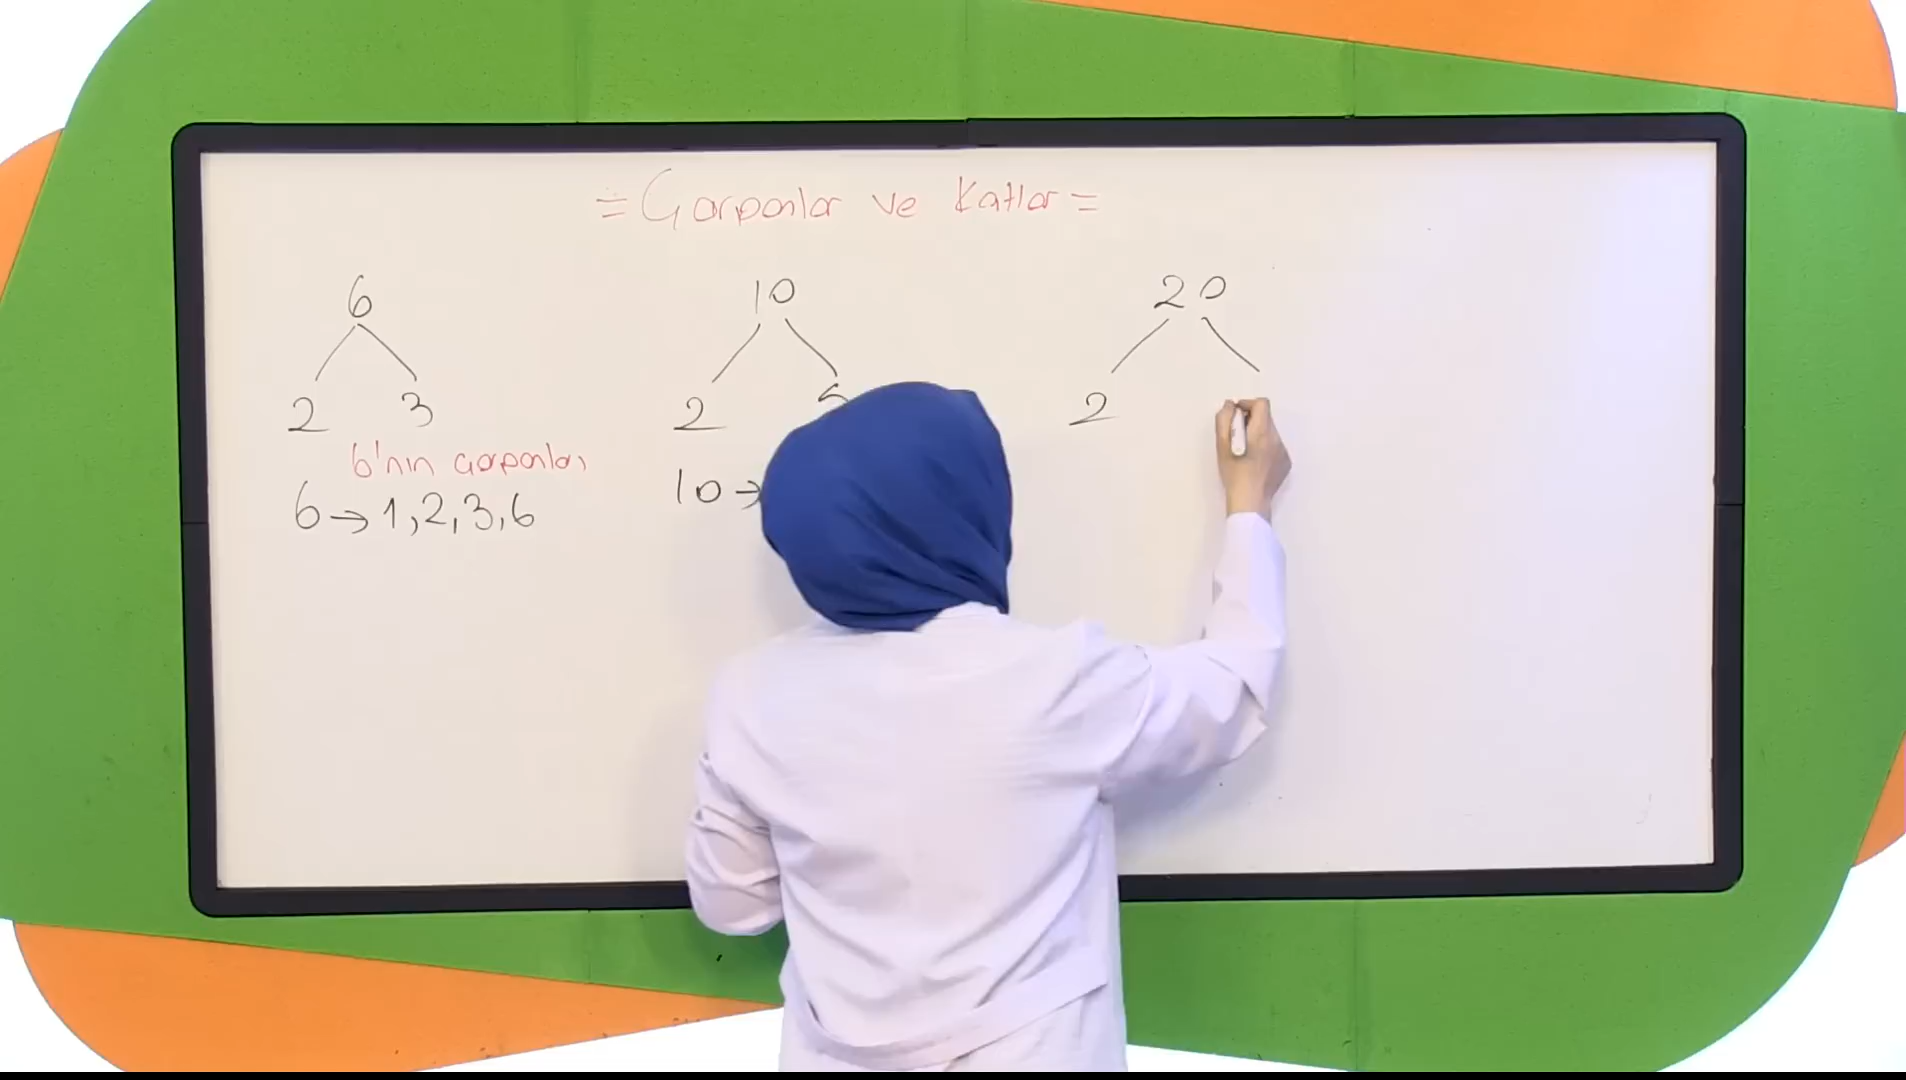 = Çarpanlar ve Katlar =
6
2 3
6'nın çarpanları
6 → 1, 2, 3, 6
10
2 5
10 →
20
2